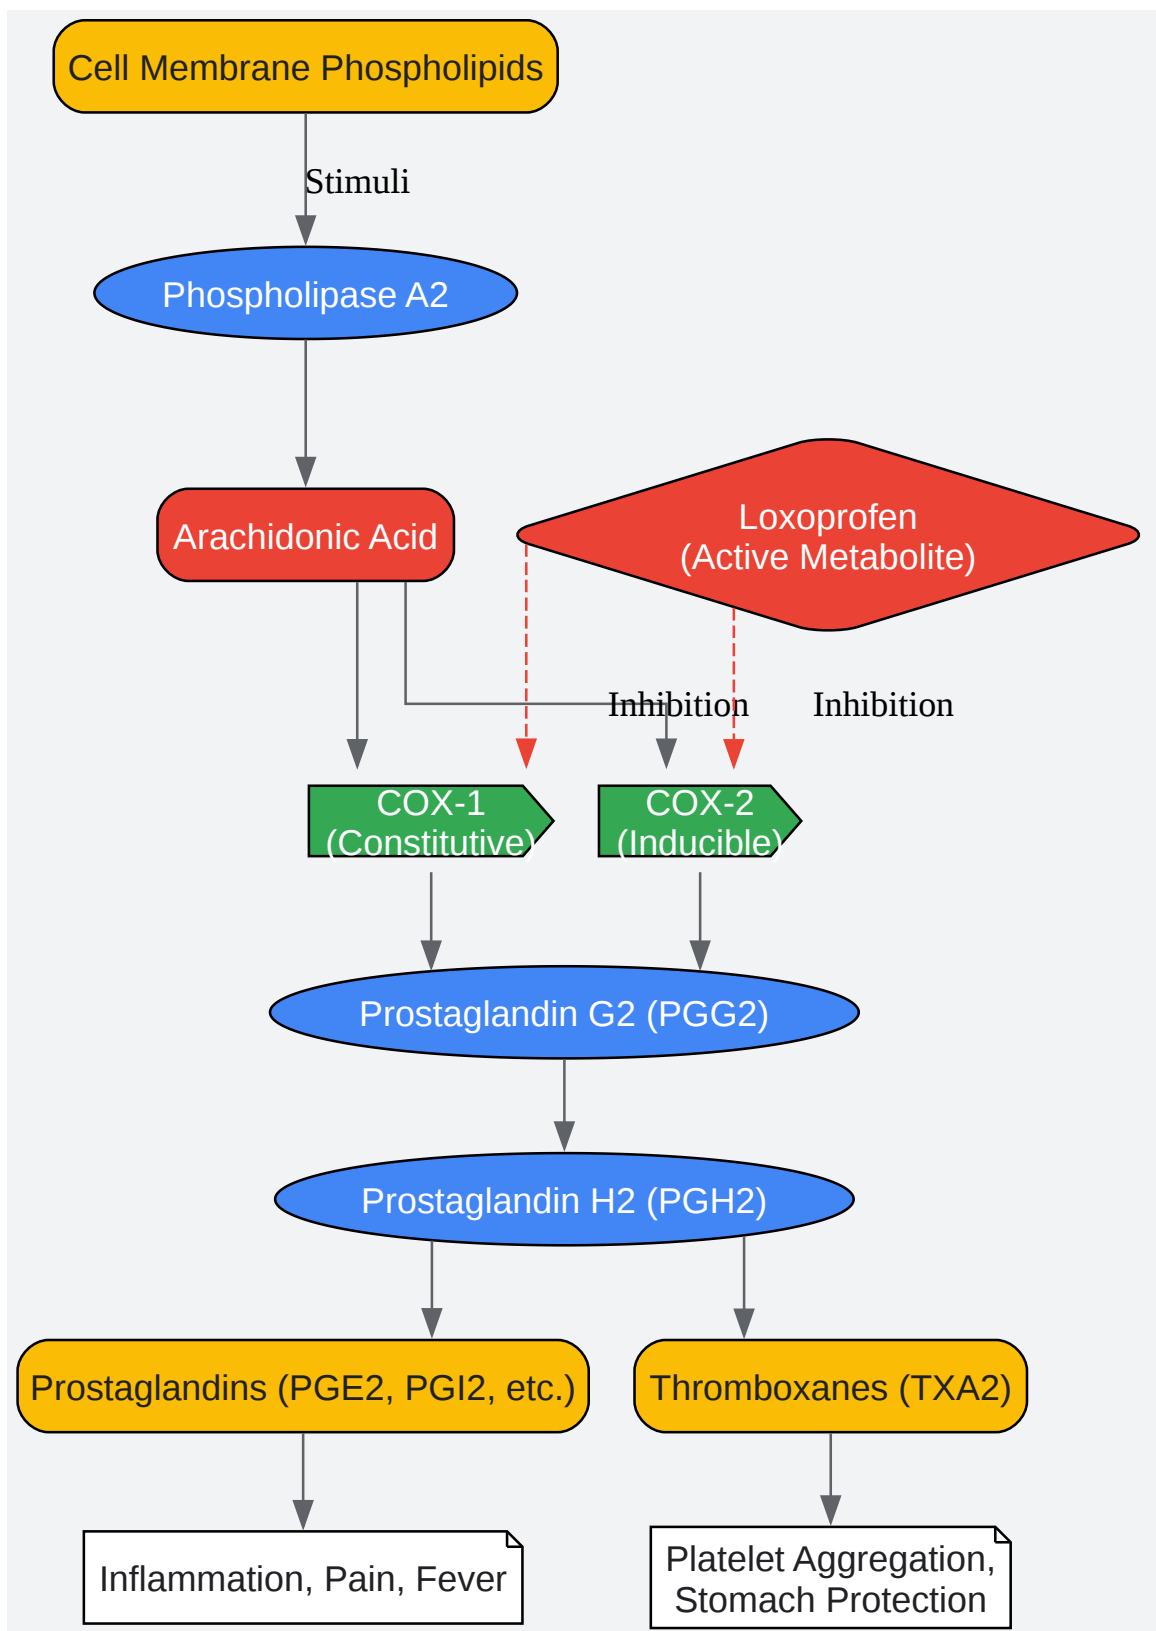 Cell Membrane Phospholipids
Stimuli
Phospholipase A2
Arachidonic Acid
Loxoprofen
(Active Metabolite)
Inhibition
Inhibition
COX-1
(Constitutive)
COX-2
(Inducible)
Prostaglandin G2 (PGG2)
Prostaglandin H2 (PGH2)
Prostaglandins (PGE2, PGI2, etc.)
Thromboxanes (TXA2)
Inflammation, Pain, Fever
Platelet Aggregation,
Stomach Protection